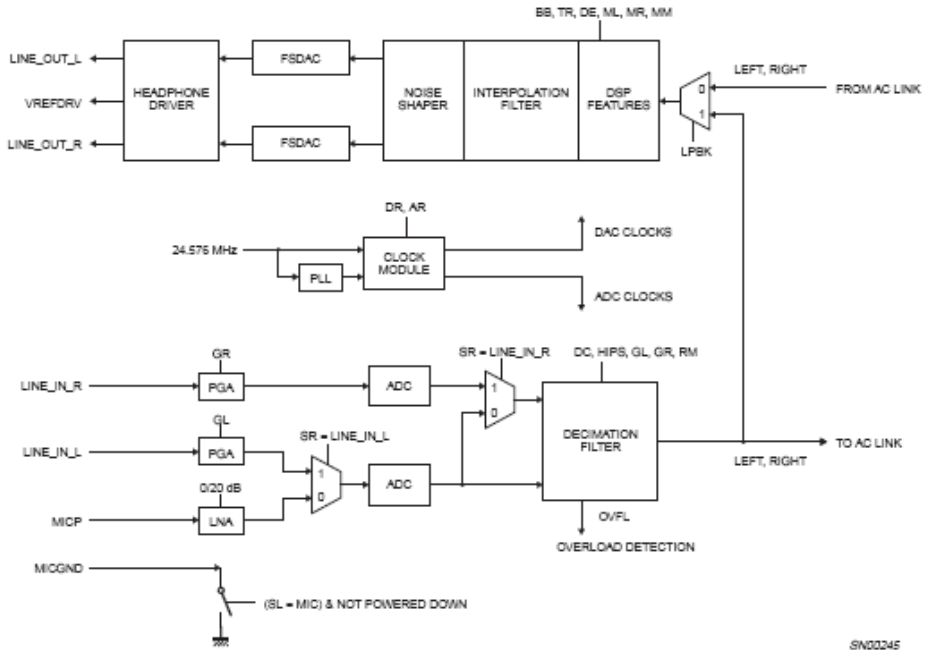 BB, TR, DE, ML, MR, MM
LINE_OUT_L
VREFDRV
LINE_OUT_R
HEADPHONE
DRIVER
FSDAC
FSDAC
NOISE
SHAPER
INTERPOLATION
FILTER
DSP
FEATURES
0
1
LPBK
LEFT, RIGHT
FROM AC LINK
DR, AR
24.576 MHz
PLL
CLOCK
MODULE
DAC CLOCKS
ADC CLOCKS
GR
LINE_IN_R
PGA
ADC
SR = LINE_IN_R
1
0
DC, HIPS, GL, GR, RM
GL
LINE_IN_L
PGA
SR = LINE_IN_L
1
0
ADC
DECIMATION
FILTER
TO AC LINK
LEFT, RIGHT
0/20 dB
MICP
LNA
OVFL
OVERLOAD DETECTION
MICGND
(SL = MIC) & NOT POWERED DOWN
SN00245